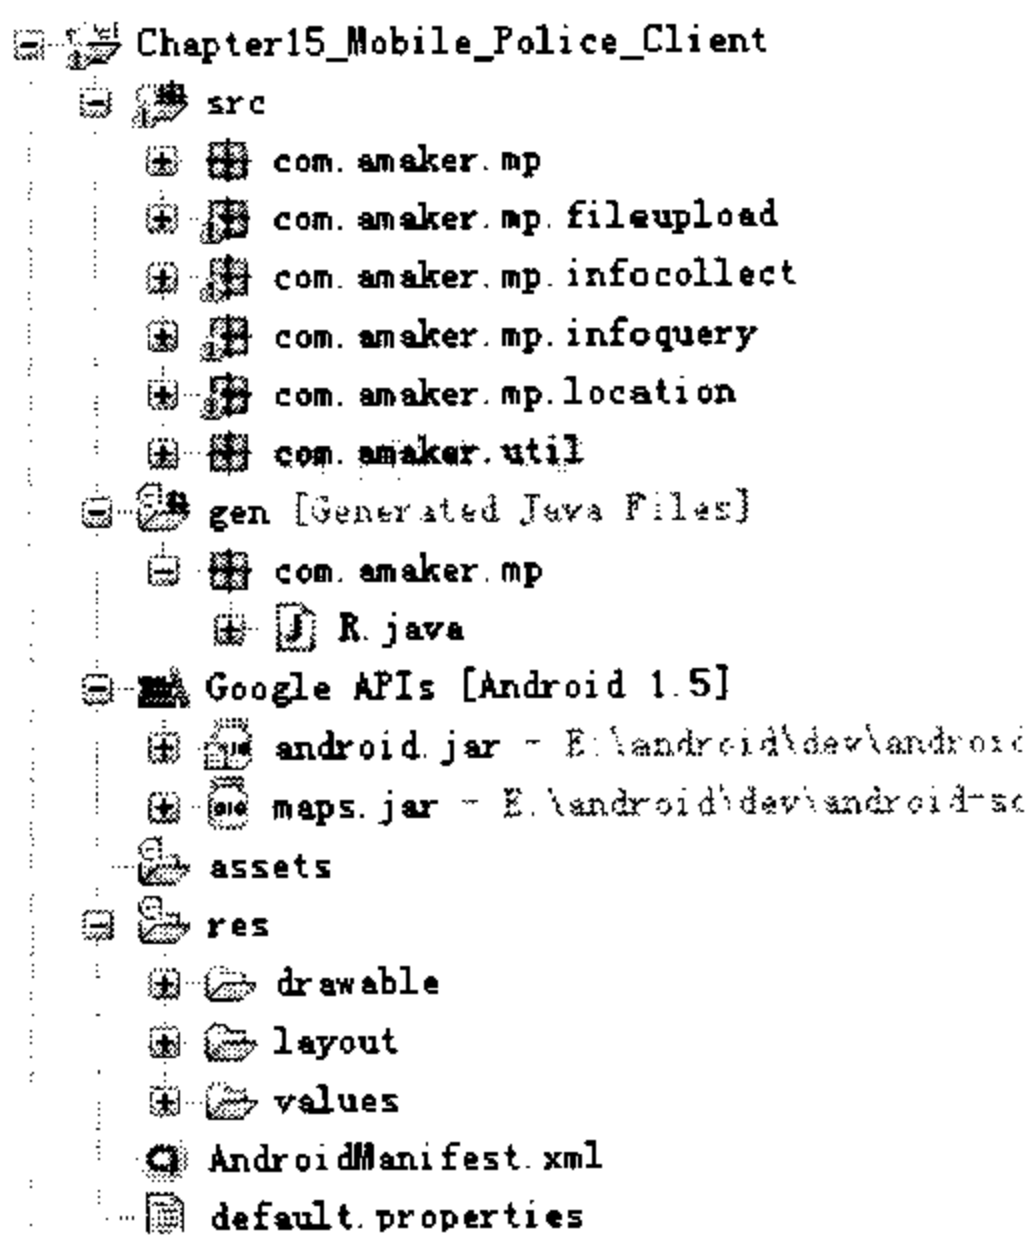 Chapter15_Mobile_Police_Client
src
com.amaker.mp
com.amaker.mp.fileupload
com.amaker.mp.infocollect
com.amaker.mp.infoquery
com.amaker.mp.location
com.amaker.util
gen [Generated Java Files]
com.amaker.mp
R.java
Google APIs [Android 1.5]
android.jar - E:\android\dev\android
maps.jar - E:\android\dev\android-sd
assets
res
drawable
layout
values
AndroidManifest.xml
default.properties